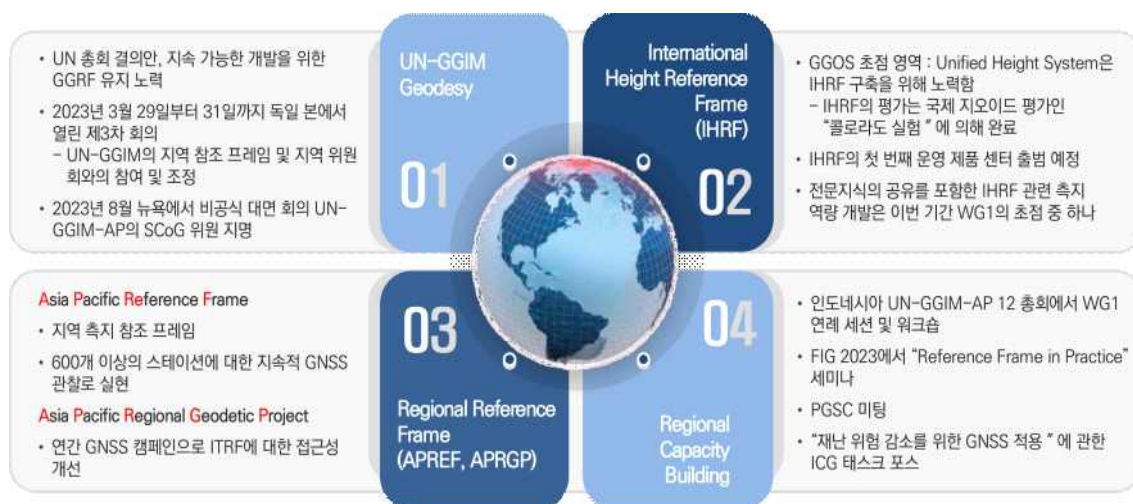 • UN 총회 결의안, 지속 가능한 개발을 위한
GGRF 유지 노력
• 2023년 3월 29일부터 31일까지 독일 본에서
열린 제3차 회의
- UN-GGIM의 지역 참조 프레임 및 지역 위원
회와의 참여 및 조정
• 2023년 8월 뉴욕에서 비공식 대면 회의 UN-
GGIM-AP의 SCoG 위원 지명
UN-GGIM
Geodesy
01
International
Height Reference
Frame
(IHRF)
02
• GGOS 초점 영역 : Unified Height System은
IHRF 구축을 위해 노력함
- IHRF의 평가는 국제 지오이드 평가인
“콜로라도 실험 ”에 의해 완료
• IHRF의 첫 번째 운영 제품 센터 출범 예정
• 전문지식의 공유를 포함한 IHRF 관련 측지
역량 개발은 이번 기간 WG1의 초점 중 하나
Asia Pacific Reference Frame
• 지역 측지 참조 프레임
• 600개 이상의 스테이션에 대한 지속적 GNSS
관찰로 실현
Asia Pacific Regional Geodetic Project
• 연간 GNSS 캠페인으로 ITRF에 대한 접근성
개선
03
Regional Reference
Frame
(APREF, APRGP)
04
Regional
Capacity
Building
• 인도네시아 UN-GGIM-AP 12 총회에서 WG1
연례 세션 및 워크숍
• FIG 2023에서 “Reference Frame in Practice”
세미나
• PGSC 미팅
• “재난 위험 감소를 위한 GNSS 적용 ”에 관한
ICG 태스크 포스